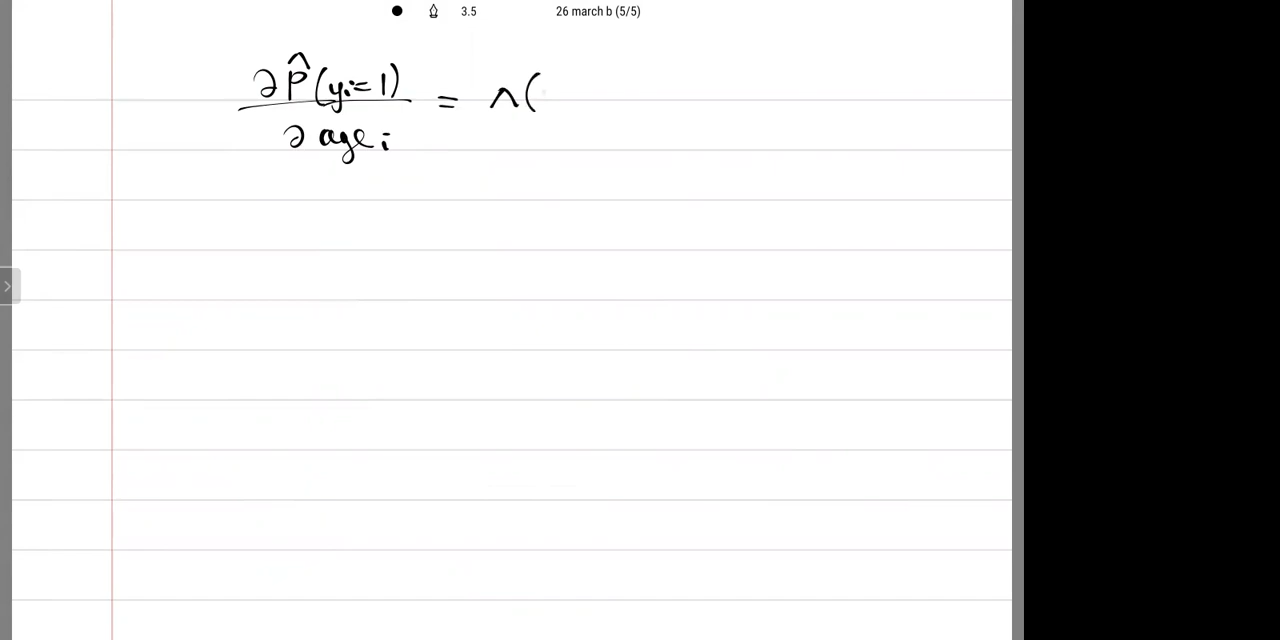 3.5 26 march b (5/5)
∂P̂(yi=1)
= Λ(
∂ agei